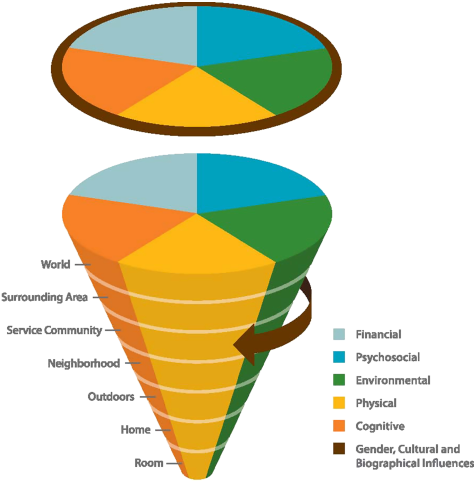 World
Surrounding Area
Service Community
Neighborhood
Outdoors
Home
Room
Financial
Psychosocial
Environmental
Physical
Cognitive
Gender, Cultural and
Biographical Influences